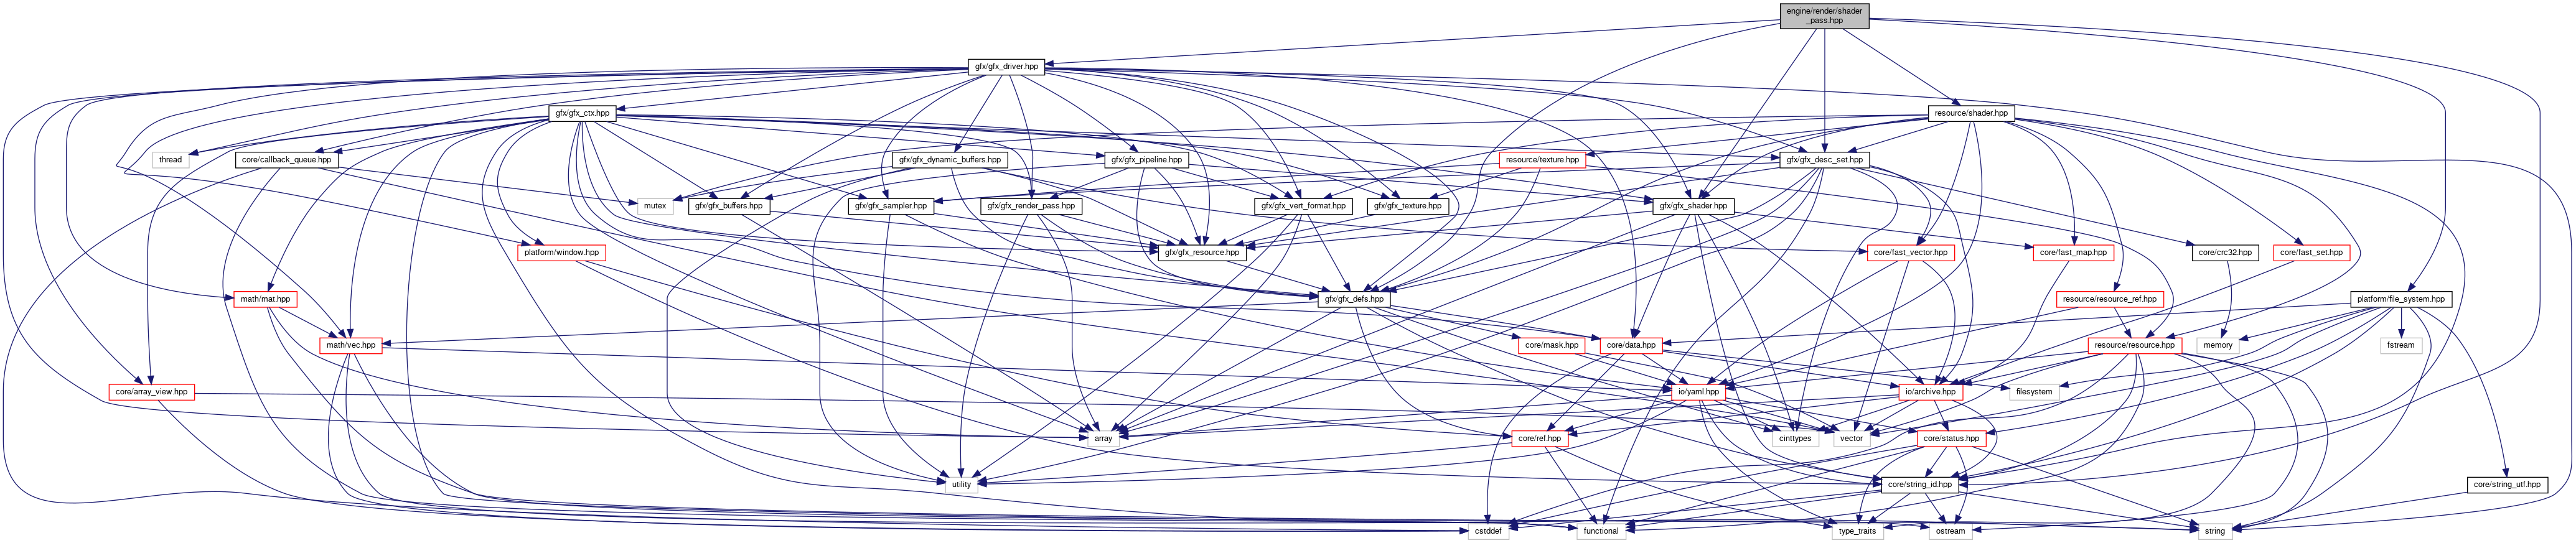 engine/render/shader
_pass.hpp
gfx/gfx_driver.hpp
gfx/gfx_ctx.hpp
resource/shader.hpp
thread
core/callback_queue.hpp
gfx/gfx_dynamic_buffers.hpp
gfx/gfx_pipeline.hpp
resource/texture.hpp
gfx/gfx_desc_set.hpp
mutex
gfx/gfx_buffers.hpp
gfx/gfx_sampler.hpp
gfx/gfx_render_pass.hpp
gfx/gfx_vert_format.hpp
gfx/gfx_texture.hpp
gfx/gfx_shader.hpp
platform/window.hpp
gfx/gfx_resource.hpp
core/fast_vector.hpp
core/fast_map.hpp
core/crc32.hpp
core/fast_set.hpp
math/mat.hpp
gfx/gfx_defs.hpp
resource/resource_ref.hpp
platform/file_system.hpp
math/vec.hpp
core/mask.hpp
core/data.hpp
resource/resource.hpp
memory
fstream
core/array_view.hpp
io/yaml.hpp
io/archive.hpp
filesystem
array
core/ref.hpp
cinttypes
vector
core/status.hpp
utility
core/string_id.hpp
core/string_utf.hpp
cstddef
functional
type_traits
ostream
string